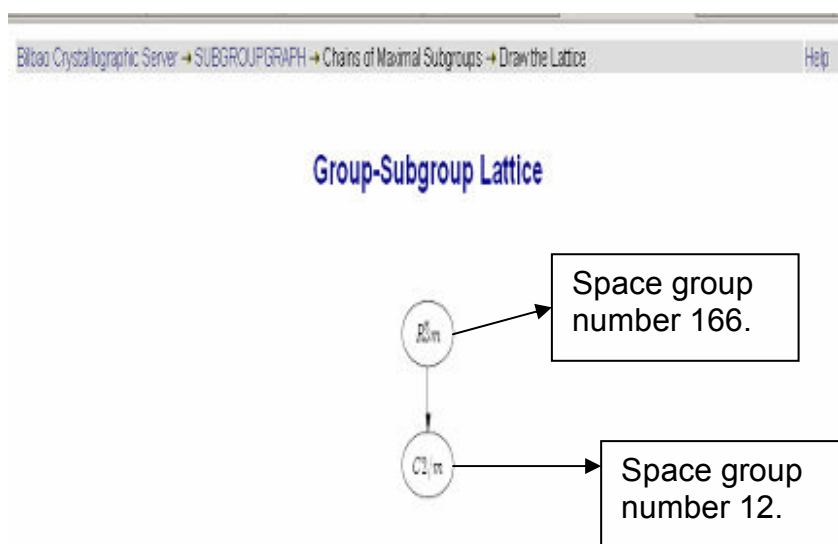 Bilbao Crystallographic Server → SUBGROUPGRAPH → Chains of Maximal Subgroups → Draw the Lattice Help
Group-Subgroup Lattice
Space group
number 166.
R3̄m
C2/m
Space group
number 12.